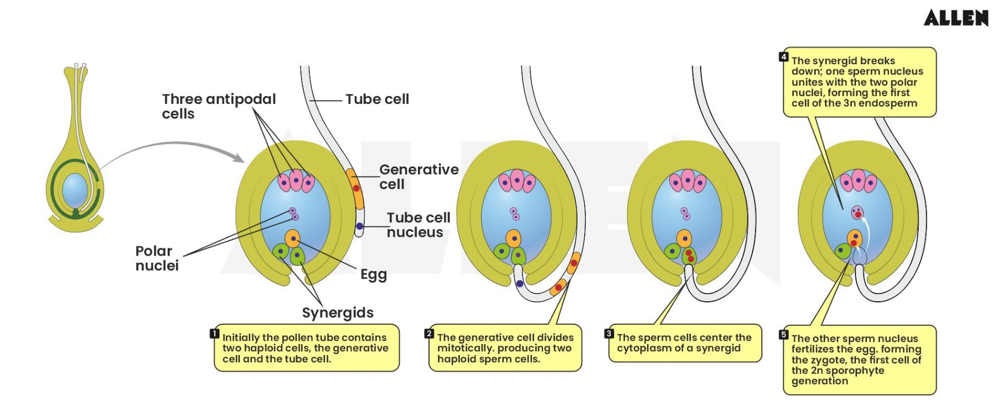 ALLEN
Three antipodal
cells
Tube cell
Generative
cell
Tube cell
nucleus
Polar
nuclei
Egg
Synergids
1
Initially the pollen tube contains
two haploid cells, the generative
cell and the tube cell.
2
The generative cell divides
mitotically. producing two
haploid sperm cells.
3
The sperm cells center the
cytoplasm of a synergid
4
The synergid breaks
down; one sperm nucleus
unites with the two polar
nuclei, forming the first
cell of the 3n endosperm
5
The other sperm nucleus
fertilizes the egg. forming
the zygote, the first cell of
the 2n sporophyte
generation
ALLEN